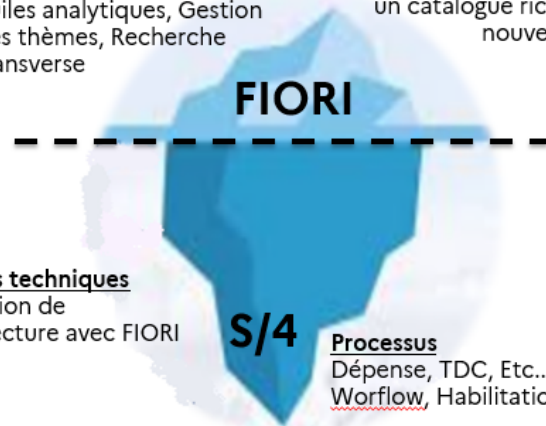 iles analytiques, Gestion
es thèmes, Recherche
ansverse
un catalogue ric
nouve
FIORI
s techniques
ion de
ecture avec FIORI
S/4
Processus
Dépense, TDC, Etc..
Worflow, Habilitatio